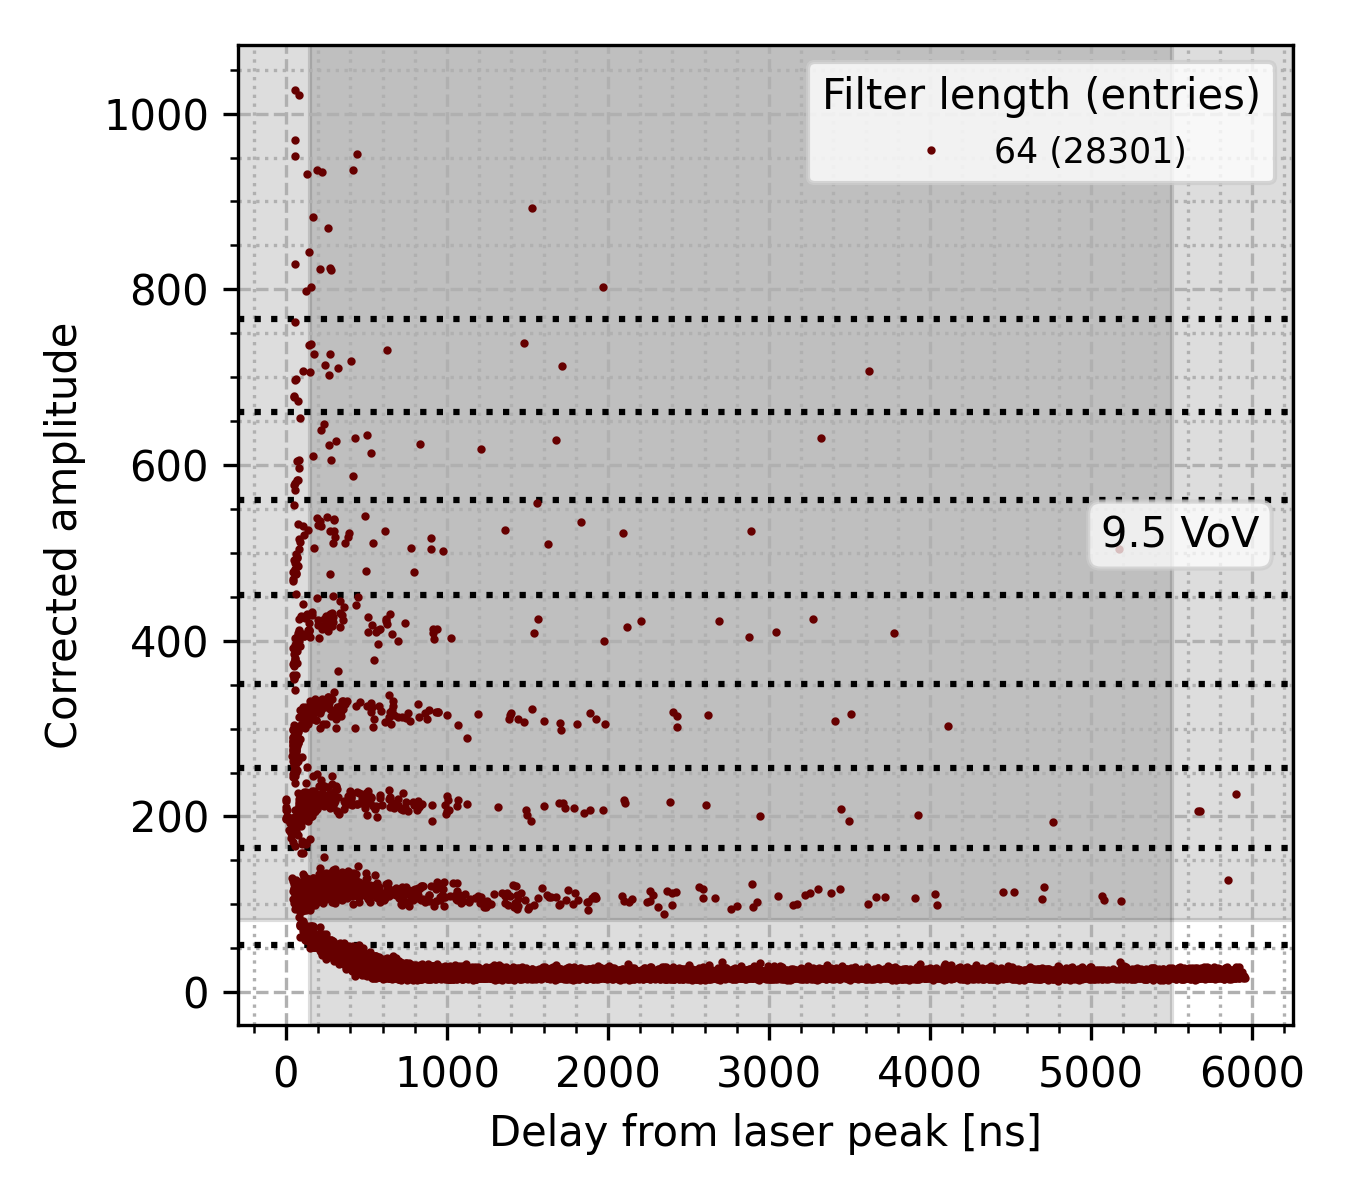 Filter length (entries)
64 (28301)
9.5 VoV
Corrected amplitude
1000
800
600
400
200
0
0 1000 2000 3000 4000 5000 6000
Delay from laser peak [ns]